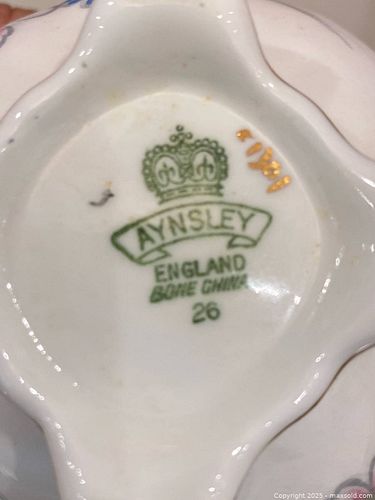 AYNSLEY
ENGLAND
BONE CHINA
26
Copyright 2025 - maxsold.com